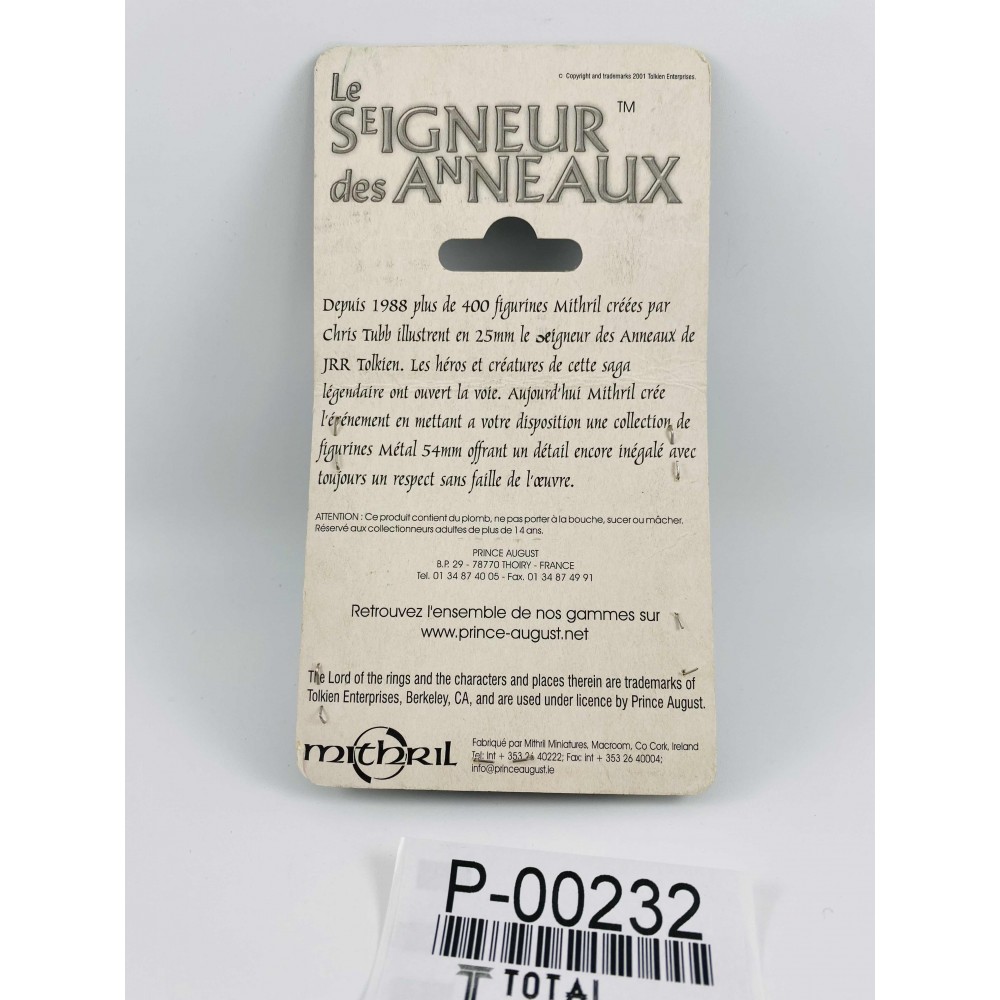 © Copyright and trademarks 2001 Tolkien Enterprises.
Le
SEIGNEUR ™
des ANNEAUX
Depuis 1988 plus de 400 figurines Mithril créées par
Chris Tubb illustrent en 25mm le seigneur des Anneaux de
JRR Tolkien. Les héros et créatures de cette saga
légendaire ont ouvert la voie. Aujourd'hui Mithril crée
l'événement en mettant a votre disposition une collection de
figurines Métal 54mm offrant un détail encore inégalé avec
toujours un respect sans faille de l'œuvre.
ATTENTION : Ce produit contient du plomb, ne pas porter à la bouche, sucer ou mâcher.
Réservé aux collectionneurs adultes de plus de 14 ans.
PRINCE AUGUST
B.P. 29 - 78770 THOIRY - FRANCE
Tel. 01 34 87 40 05 - Fax. 01 34 87 49 91
Retrouvez l'ensemble de nos gammes sur
www.prince-august.net
The Lord of the rings and the characters and places therein are trademarks of
Tolkien Enterprises, Berkeley, CA, and are used under licence by Prince August.
mithril
Fabriqué par Mithril Miniatures, Macroom, Co Cork, Ireland
Tel: Int + 353 26 40222; Fax: int + 353 26 40004;
info@princeaugust.ie
P-00232
TOTAL